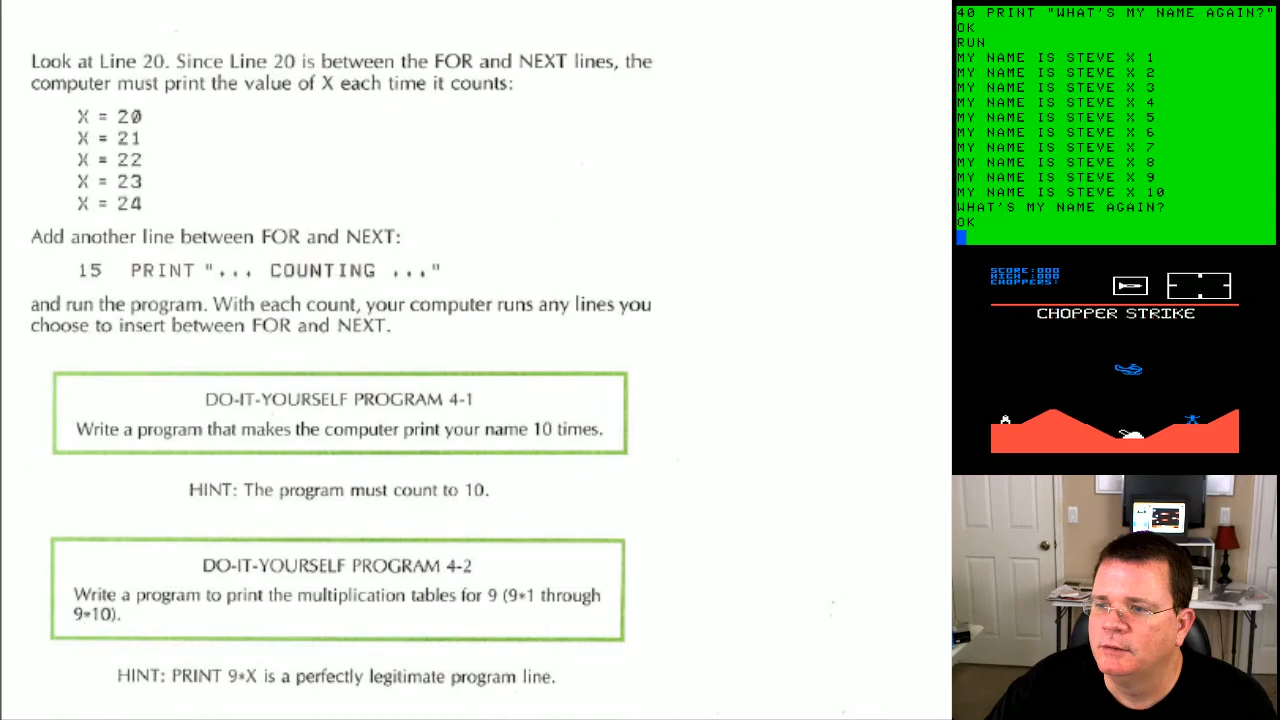 Look at Line 20. Since Line 20 is between the FOR and NEXT lines, the
computer must print the value of X each time it counts:
X = 20
X = 21
X = 22
X = 23
X = 24
Add another line between FOR and NEXT:
15 PRINT "... COUNTING ..."
and run the program. With each count, your computer runs any lines you
choose to insert between FOR and NEXT.
DO-IT-YOURSELF PROGRAM 4-1
Write a program that makes the computer print your name 10 times.
HINT: The program must count to 10.
DO-IT-YOURSELF PROGRAM 4-2
Write a program to print the multiplication tables for 9 (9*1 through
9*10).
HINT: PRINT 9*X is a perfectly legitimate program line.
40 PRINT "WHAT'S MY NAME AGAIN?"
OK
RUN
MY NAME IS STEVE X 1
MY NAME IS STEVE X 2
MY NAME IS STEVE X 3
MY NAME IS STEVE X 4
MY NAME IS STEVE X 5
MY NAME IS STEVE X 6
MY NAME IS STEVE X 7
MY NAME IS STEVE X 8
MY NAME IS STEVE X 9
MY NAME IS STEVE X 10
WHAT'S MY NAME AGAIN?
OK
SCORE:000
HIGH :000
CHOPPERS:
CHOPPER STRIKE